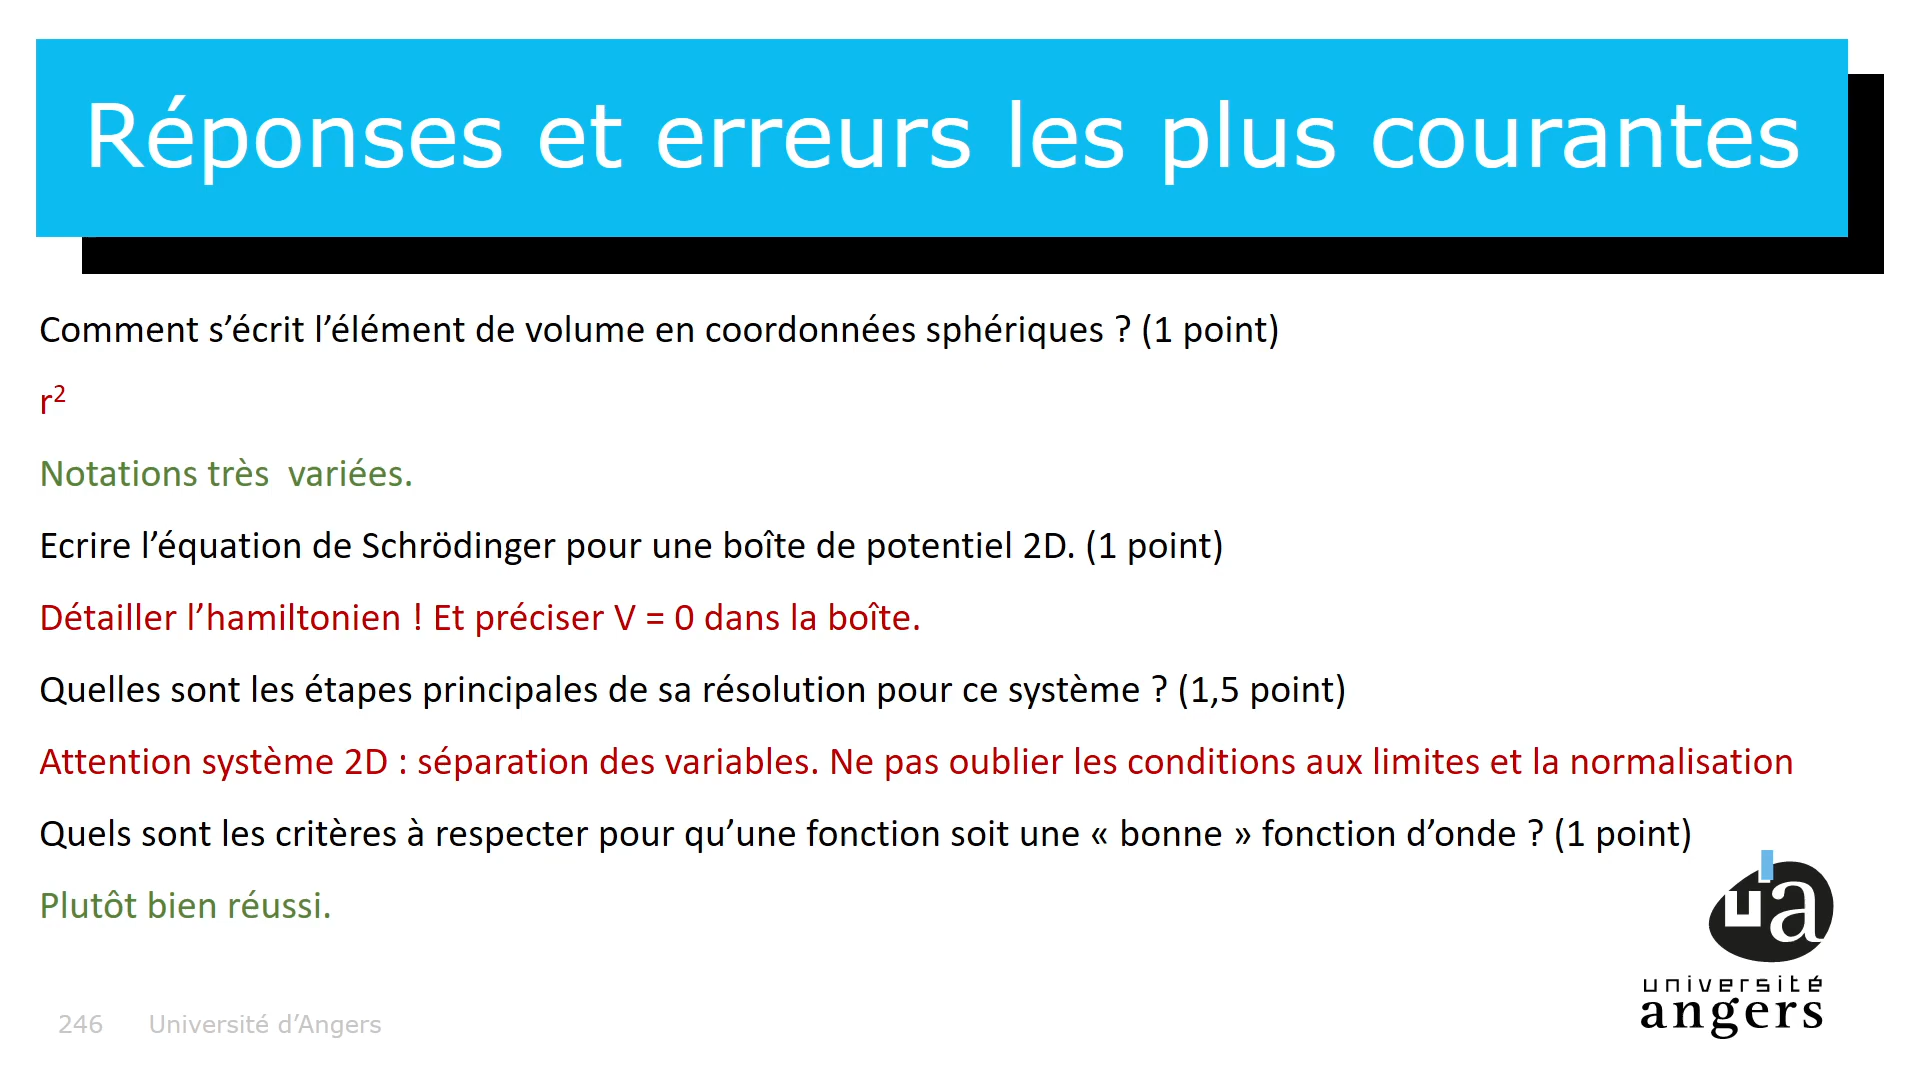 Réponses et erreurs les plus courantes
Comment s’écrit l’élément de volume en coordonnées sphériques ? (1 point)
r²
Notations très  variées.
Ecrire l’équation de Schrödinger pour une boîte de potentiel 2D. (1 point)
Détailler l’hamiltonien ! Et préciser V = 0 dans la boîte.
Quelles sont les étapes principales de sa résolution pour ce système ? (1,5 point)
Attention système 2D : séparation des variables. Ne pas oublier les conditions aux limites et la normalisation
Quels sont les critères à respecter pour qu’une fonction soit une « bonne » fonction d’onde ? (1 point)
Plutôt bien réussi.
ua
université
angers
246 Université d’Angers